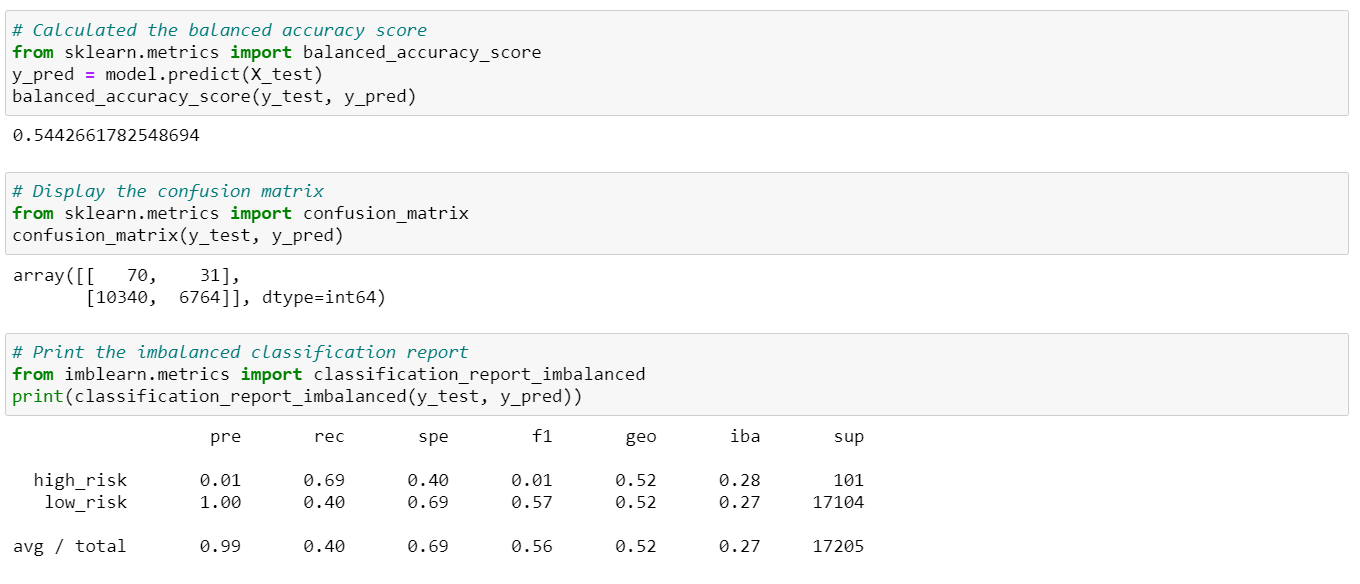 # Calculated the balanced accuracy score
from sklearn.metrics import balanced_accuracy_score
y_pred = model.predict(X_test)
balanced_accuracy_score(y_test, y_pred)
0.5442661782548694
# Display the confusion matrix
from sklearn.metrics import confusion_matrix
confusion_matrix(y_test, y_pred)
array([[   70,    31],
       [10340,  6764]], dtype=int64)
# Print the imbalanced classification report
from imblearn.metrics import classification_report_imbalanced
print(classification_report_imbalanced(y_test, y_pred))
                   pre       rec       spe        f1       geo       iba       sup
  high_risk       0.01      0.69      0.40      0.01      0.52      0.28       101
   low_risk       1.00      0.40      0.69      0.57      0.52      0.27     17104
avg / total       0.99      0.40      0.69      0.56      0.52      0.27     17205